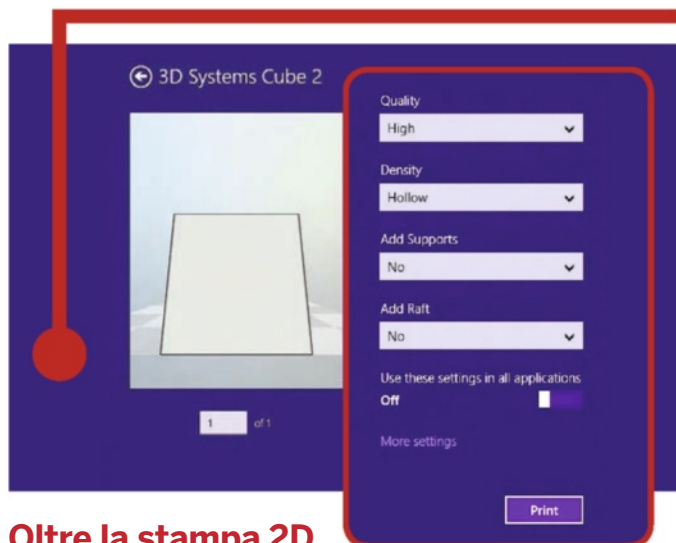 3D Systems Cube 2
Quality
High
Density
Hollow
Add Supports
No
Add Raft
No
Use these settings in all applications
Off
1 of 1
More settings
Print
Oltre la stampa 2D